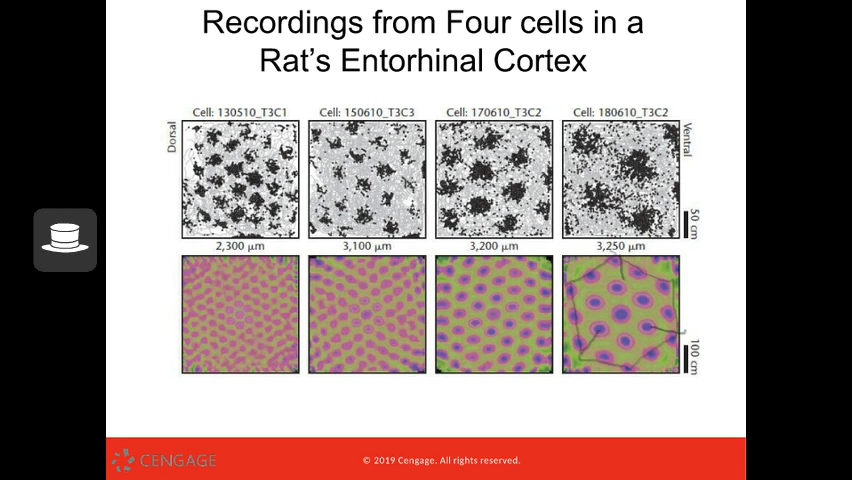 Recordings from Four cells in a
Rat's Entorhinal Cortex
Cell: 130510_T3C1
Cell: 150610_T3C3
Cell: 170610_T3C2
Cell: 180610_T3C2
Dorsal
Ventral
50 cm
2,300 μm
3,100 μm
3,200 μm
3,250 μm
100 cm
CENGAGE
© 2019 Cengage. All rights reserved.